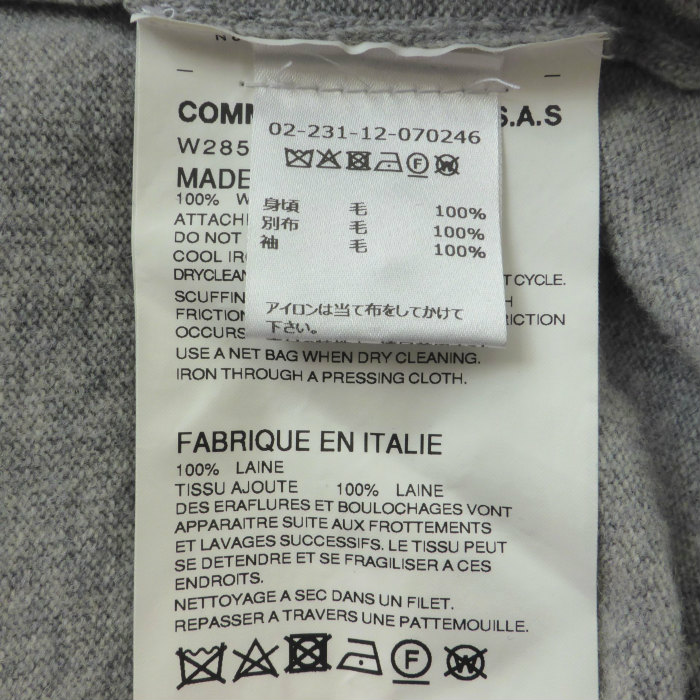 COMM
S.A.S
W285
MADE
100% W
ATTACH
DO NOT
COOL IRO
DRYCLEAN
T CYCLE.
SCUFFIN
H
FRICTION
RICTION
OCCURS
USE A NET BAG WHEN DRY CLEANING.
IRON THROUGH A PRESSING CLOTH.
02-231-12-070246
F
W
身頃 毛 100%
別布 毛 100%
袖 毛 100%
アイロンは当て布をしてかけて
下さい。
FABRIQUE EN ITALIE
100% LAINE
TISSU AJOUTE 100% LAINE
DES ERAFLURES ET BOULOCHAGES VONT
APPARAITRE SUITE AUX FROTTEMENTS
ET LAVAGES SUCCESSIFS. LE TISSU PEUT
SE DETENDRE ET SE FRAGILISER A CES
ENDROITS.
NETTOYAGE A SEC DANS UN FILET.
REPASSER A TRAVERS UNE PATTEMOUILLE.
F
W